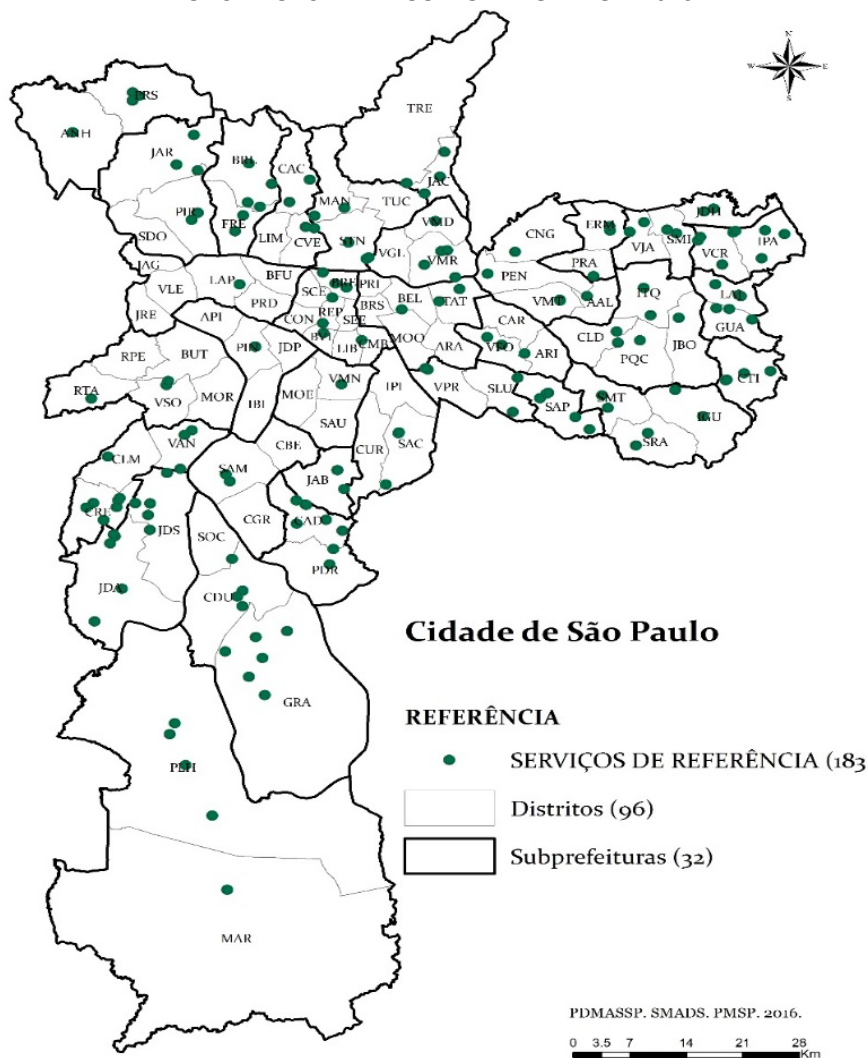 N
W E
S
TRE
PRS
ANH
JAR
BRL
CAC
JAC
MAN
TUC
PIR
FRE
LIM
CVE
STN
VMD
SDO
VGL
VMR
CNG
ERM
VJA
SMI
JDH
VCR
IPA
JAG
LAP
BFU
PEN
PRA
VLE
PRD
SCE
BRE
PRI
BEL
TAT
VMT
AAL
ITQ
LAJ
GUA
JRE
API
CON
REP
SEE
BRS
CAR
CLD
PQC
JBO
RPE
BUT
PIN
JDP
BVI
LIB
CMB
MOO
ARA
VFO
ARI
RTA
VSO
MOR
IBI
MOE
VMN
IPI
VPR
SLU
SAP
SMT
CTI
IGU
SAU
CUR
SAC
SRA
CLM
VAN
CBE
SAM
JAB
CRE
JDS
SOC
CGR
CAD
JDA
CDU
PDR
GRA
PLH
MAR
Cidade de São Paulo
REFERÊNCIA
SERVIÇOS DE REFERÊNCIA (183
Distritos (96)
Subprefeituras (32)
PDMASSP. SMADS. PMSP. 2016.
0 3.5 7 14 21 28
Km